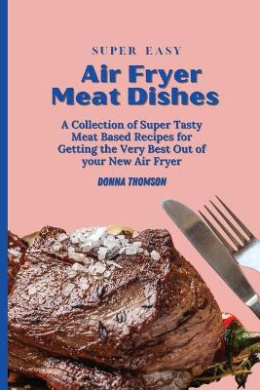 SUPER EASY
Air Fryer
Meat Dishes
A Collection of Super Tasty
Meat Based Recipes for
Getting the Very Best Out of
your New Air Fryer
DONNA THOMSON